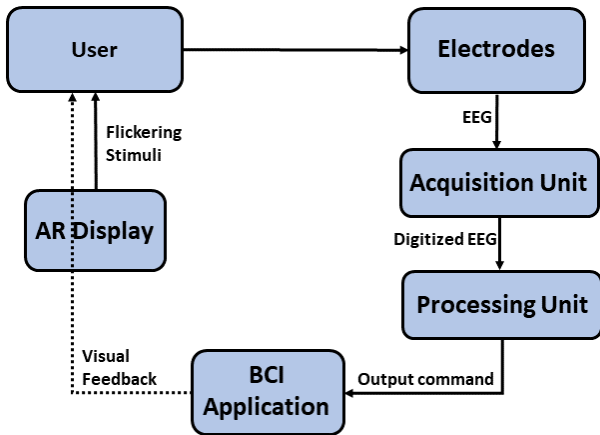 User
Electrodes
EEG
Flickering
Stimuli
Acquisition Unit
AR Display
Digitized EEG
Processing Unit
Visual
Feedback
BCI
Application
Output command